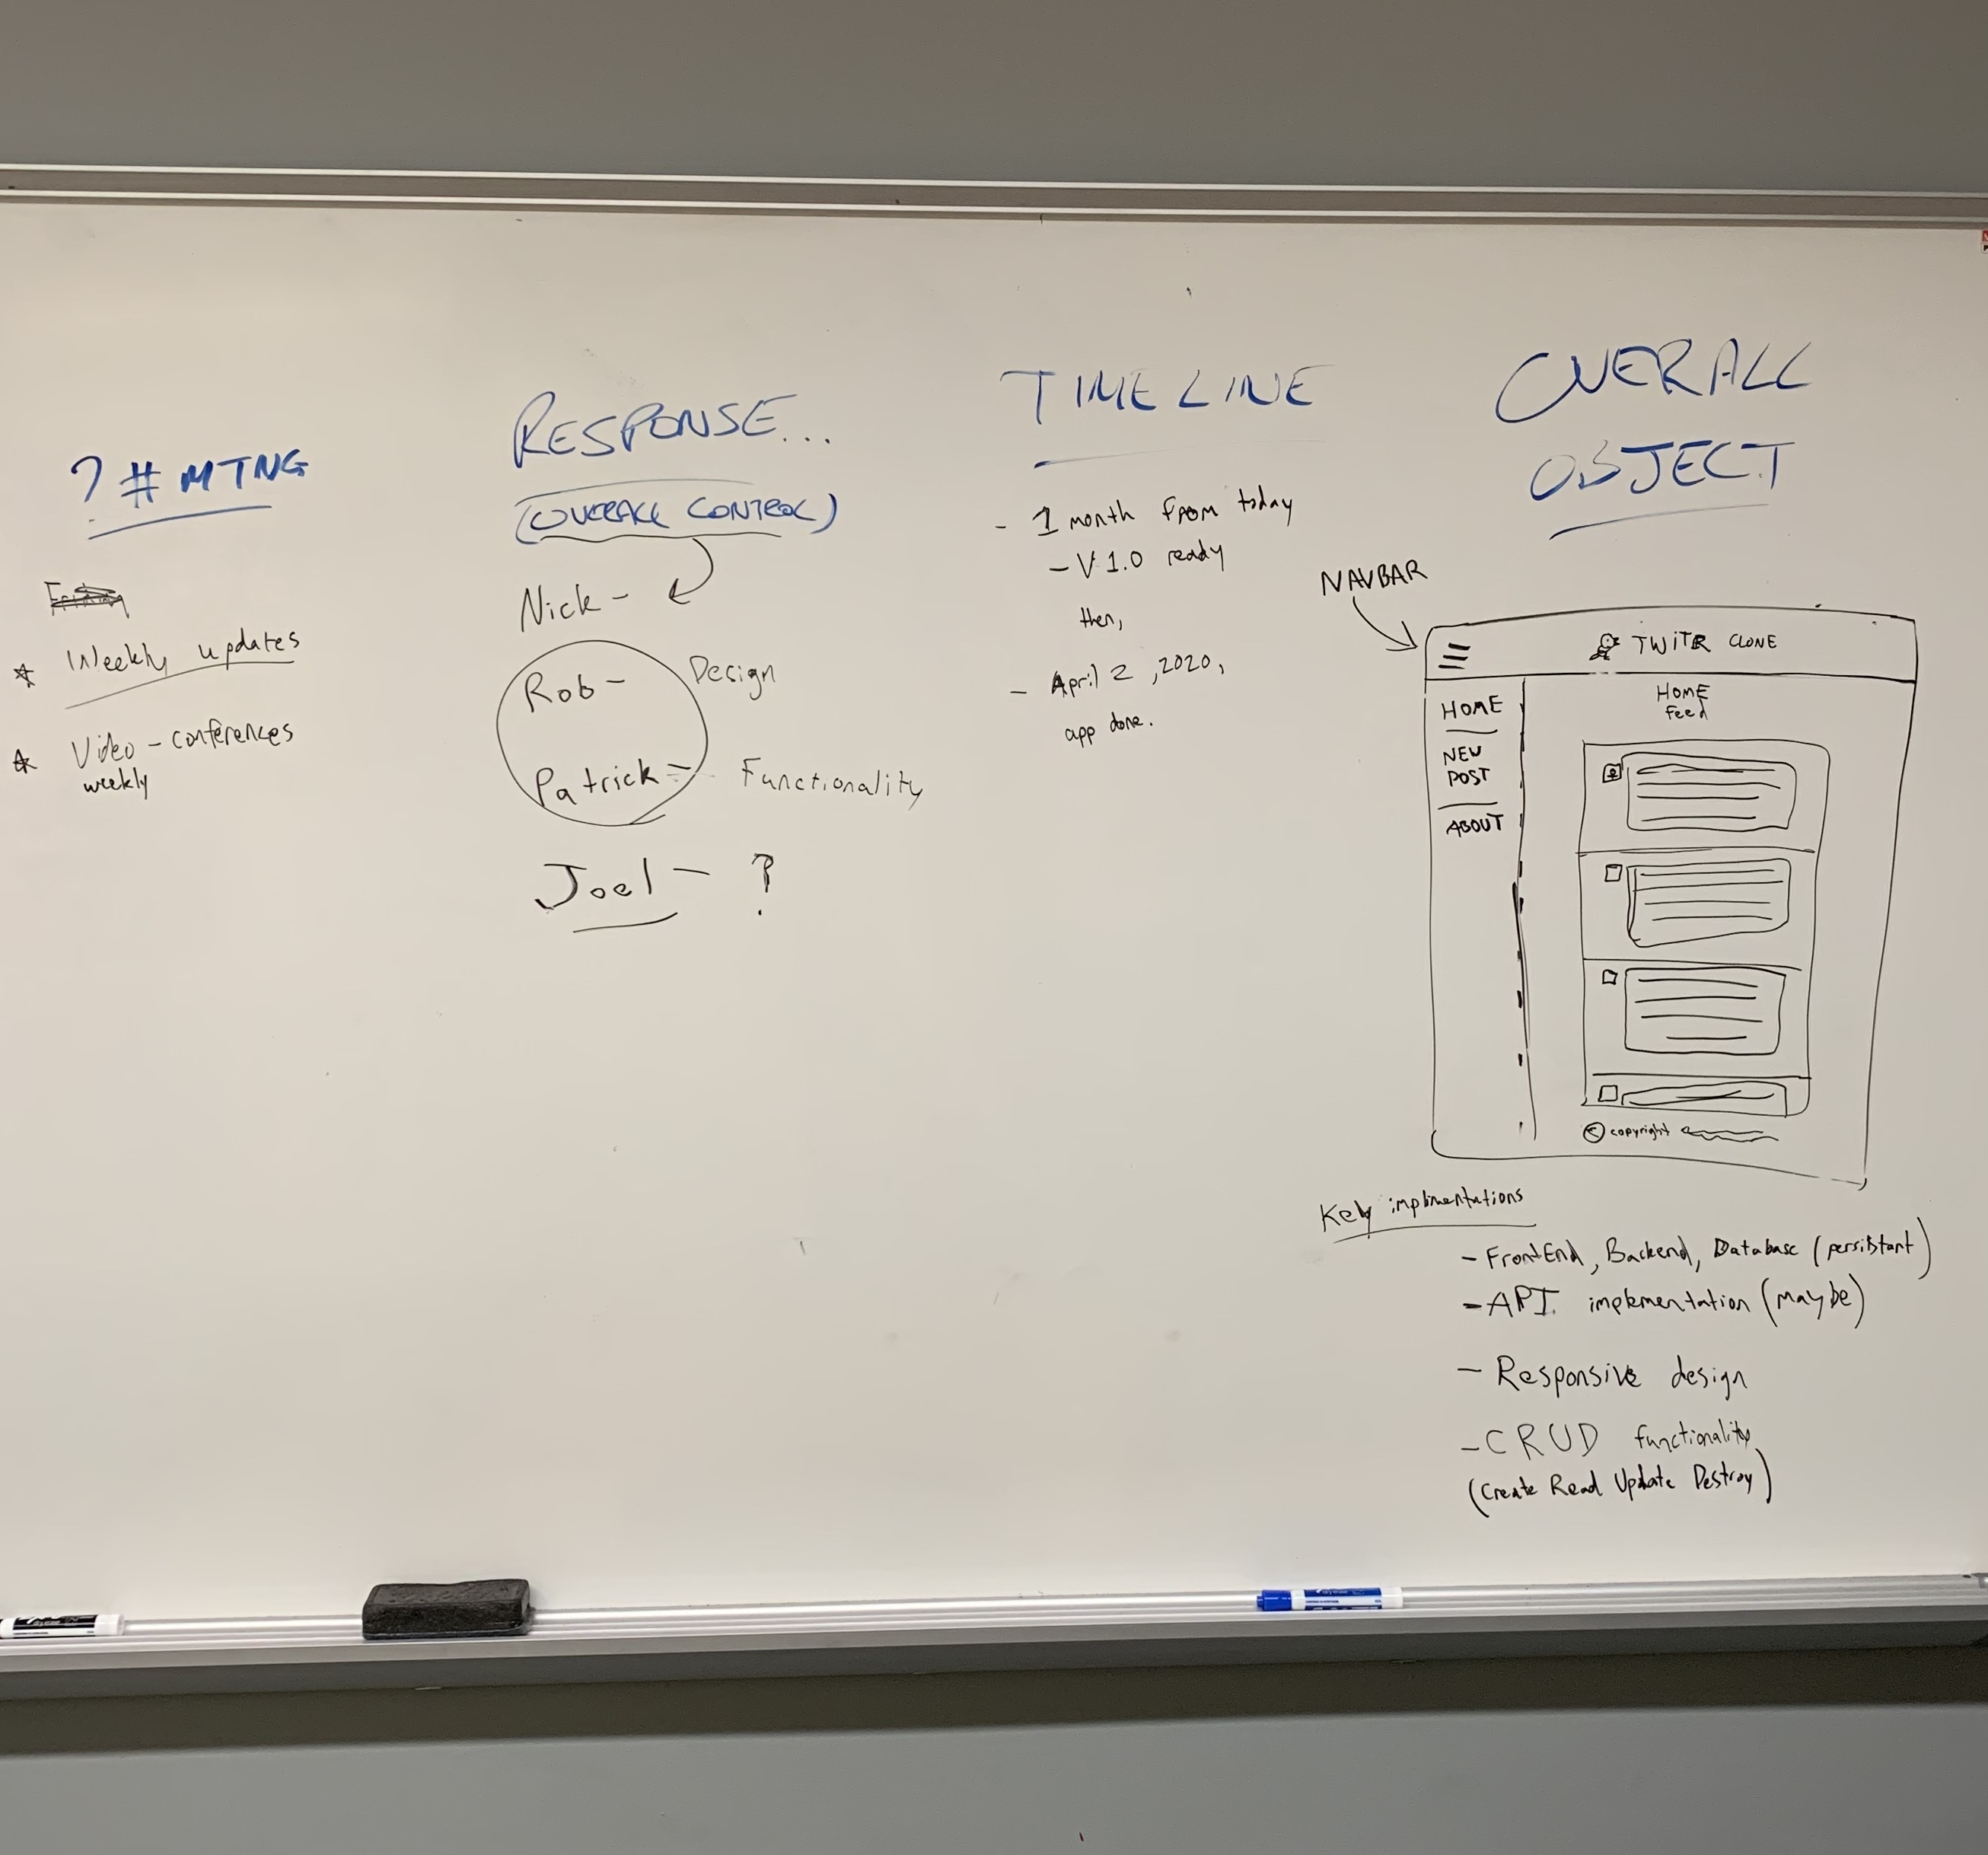 ? # MTNG
Weekly updates
Video-conferences
weekly
RESPONSE...
(OVERALL CONTROL)
Nick -
Rob - Design
Patrick - Functionality
Joel - ?
TIMELINE
- 1 month from today
- V 1.0 ready
then,
- April 2, 2020,
app done.
OVERALL
OBJECT
NAVBAR
TWITR CLONE
HOME
NEW
POST
ABOUT
HOME
Feed
© copyright
Key implimentations
- FrontEnd, Backend, Database (persistant)
- API implementation (maybe)
- Responsive design
- CRUD functionality
(Create Read Update Destroy)